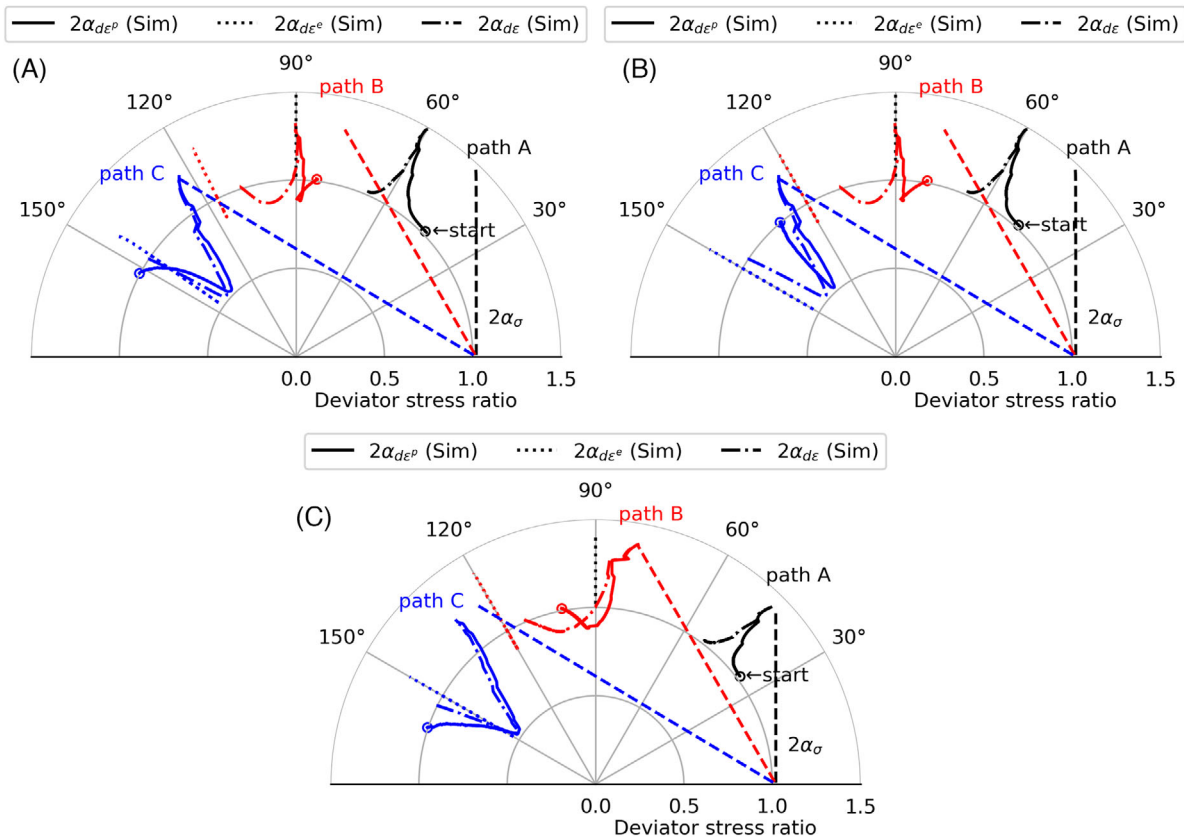 2α_{dε^p} (Sim) 2α_{dε^e} (Sim) 2α_{dε} (Sim)
(A)
90°
path B
120°
60°
path A
path C
150°
30°
←start
2α_σ
0.0 0.5 1.0 1.5
Deviator stress ratio
2α_{dε^p} (Sim) 2α_{dε^e} (Sim) 2α_{dε} (Sim)
(B)
90°
path B
120°
60°
path A
path C
150°
30°
←start
2α_σ
0.0 0.5 1.0 1.5
Deviator stress ratio
2α_{dε^p} (Sim) 2α_{dε^e} (Sim) 2α_{dε} (Sim)
(C)
90°
path B
120°
60°
path A
path C
150°
30°
←start
2α_σ
0.0 0.5 1.0 1.5
Deviator stress ratio